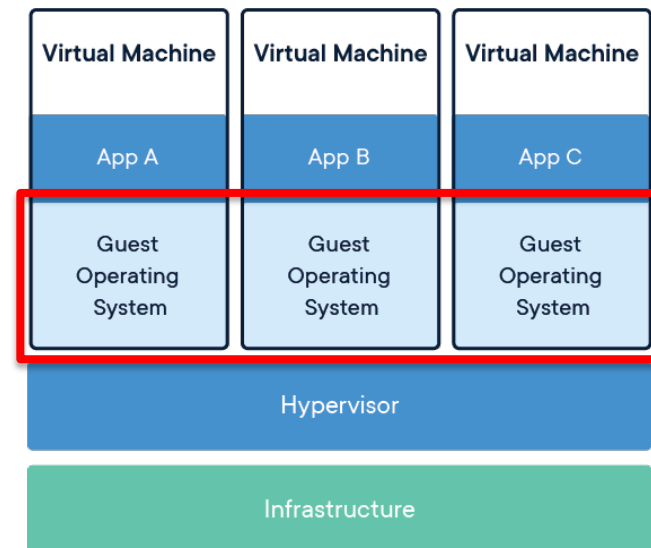 Virtual Machine Virtual Machine Virtual Machine
App A App B App C
Guest Guest Guest
Operating Operating Operating
System System System
Hypervisor
Infrastructure